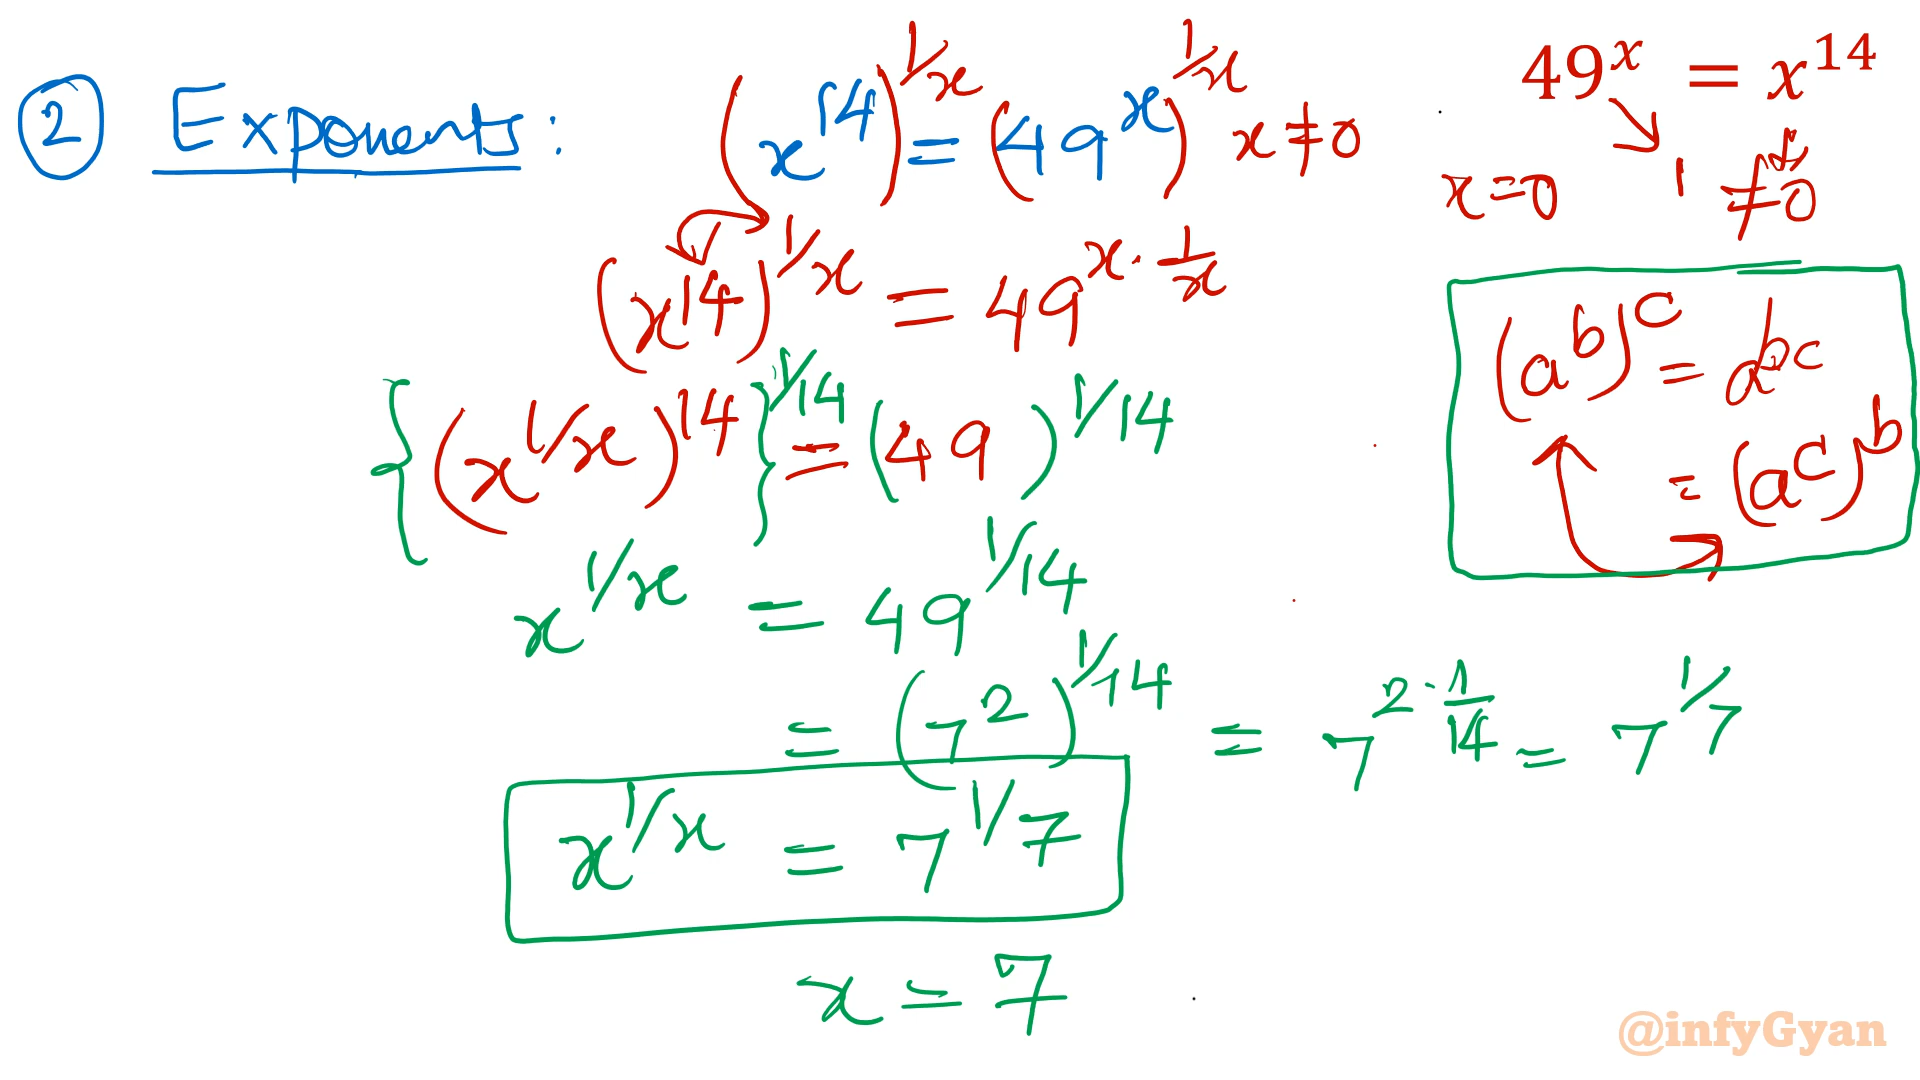 ② Exponents: (x^14)^1/x = (49^x)^1/x x ≠ 0
49^x = x^14
x = 0 1 ≠ 0
(x^14)^1/x = 49^x · 1/x
{(x^1/x)^14}^1/14 = (49)^1/14
x^1/x = 49^1/14
= (7^2)^1/14 = 7^2 · 1/14 = 7^1/7
x^1/x = 7^1/7
x = 7
(a^b)^c = a^bc
= (a^c)^b
@infyGyan